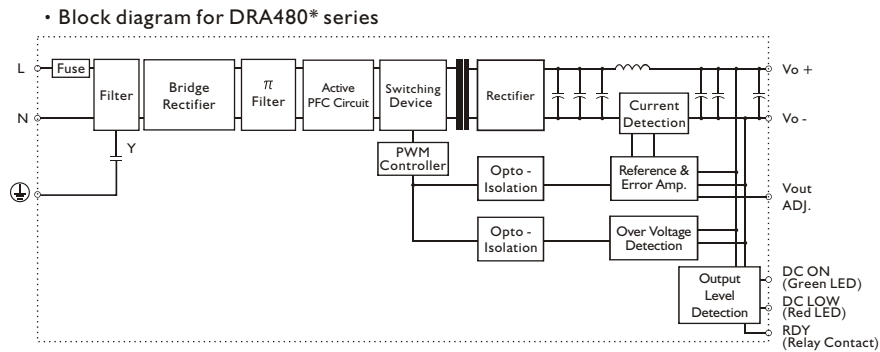 • Block diagram for DRA480* series
L
Fuse
Filter
Bridge
Rectifier
π
Filter
Active
PFC Circuit
Switching
Device
Rectifier
Vo +
N
Current
Detection
Vo -
Y
PWM
Controller
Opto -
Isolation
Reference &
Error Amp.
Vout
ADJ.
Opto -
Isolation
Over Voltage
Detection
Output
Level
Detection
DC ON
(Green LED)
DC LOW
(Red LED)
RDY
(Relay Contact)